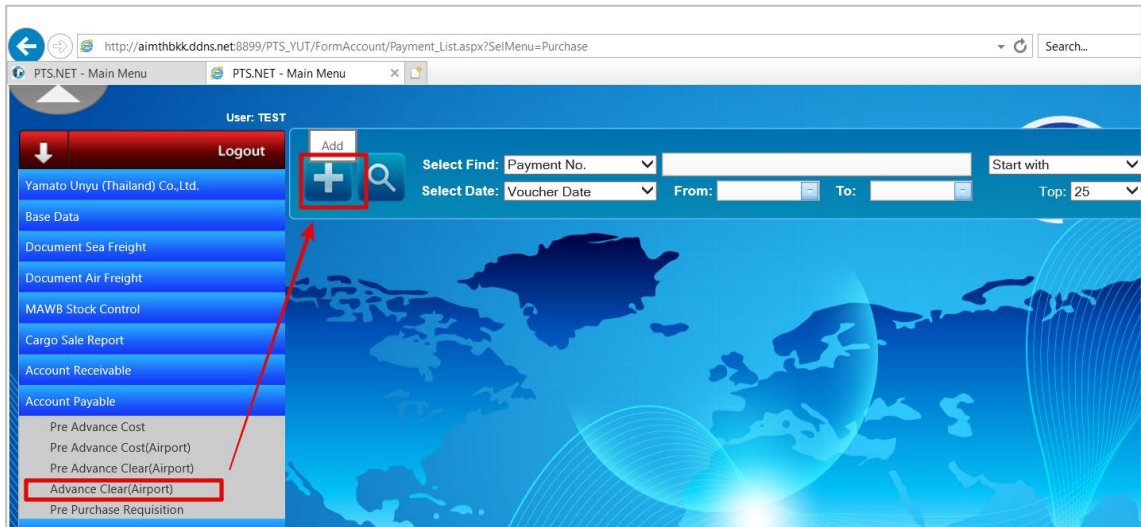 http://aimthbkk.ddns.net:8899/PTS_YUT/FormAccount/Payment_List.aspx?SelMenu=Purchase
Search...
PTS.NET - Main Menu
PTS.NET - Main Menu
User: TEST
Logout
Add
Select Find: Payment No.
Start with
Select Date: Voucher Date
From:
To:
Top: 25
Yamato Unyu (Thailand) Co.,Ltd.
Base Data
Document Sea Freight
Document Air Freight
MAWB Stock Control
Cargo Sale Report
Account Receivable
Account Payable
Pre Advance Cost
Pre Advance Cost(Airport)
Pre Advance Clear(Airport)
Advance Clear(Airport)
Pre Purchase Requisition